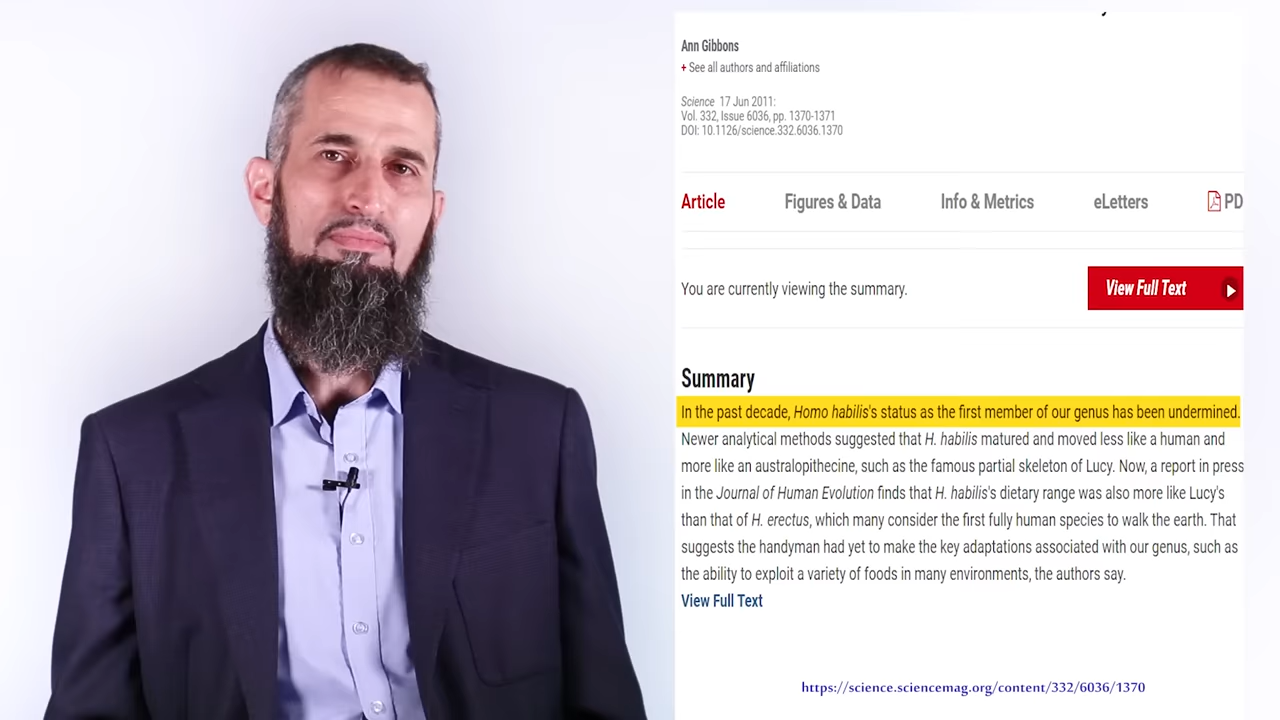 Ann Gibbons
+ See all authors and affiliations
Science 17 Jun 2011:
Vol. 332, Issue 6036, pp. 1370-1371
DOI: 10.1126/science.332.6036.1370
Article Figures & Data Info & Metrics eLetters PD
You are currently viewing the summary.
View Full Text
Summary
In the past decade, Homo habilis's status as the first member of our genus has been undermined.
Newer analytical methods suggested that H. habilis matured and moved less like a human and
more like an australopithecine, such as the famous partial skeleton of Lucy. Now, a report in press
in the Journal of Human Evolution finds that H. habilis's dietary range was also more like Lucy's
than that of H. erectus, which many consider the first fully human species to walk the earth. That
suggests the handyman had yet to make the key adaptations associated with our genus, such as
the ability to exploit a variety of foods in many environments, the authors say.
View Full Text
https://science.sciencemag.org/content/332/6036/1370